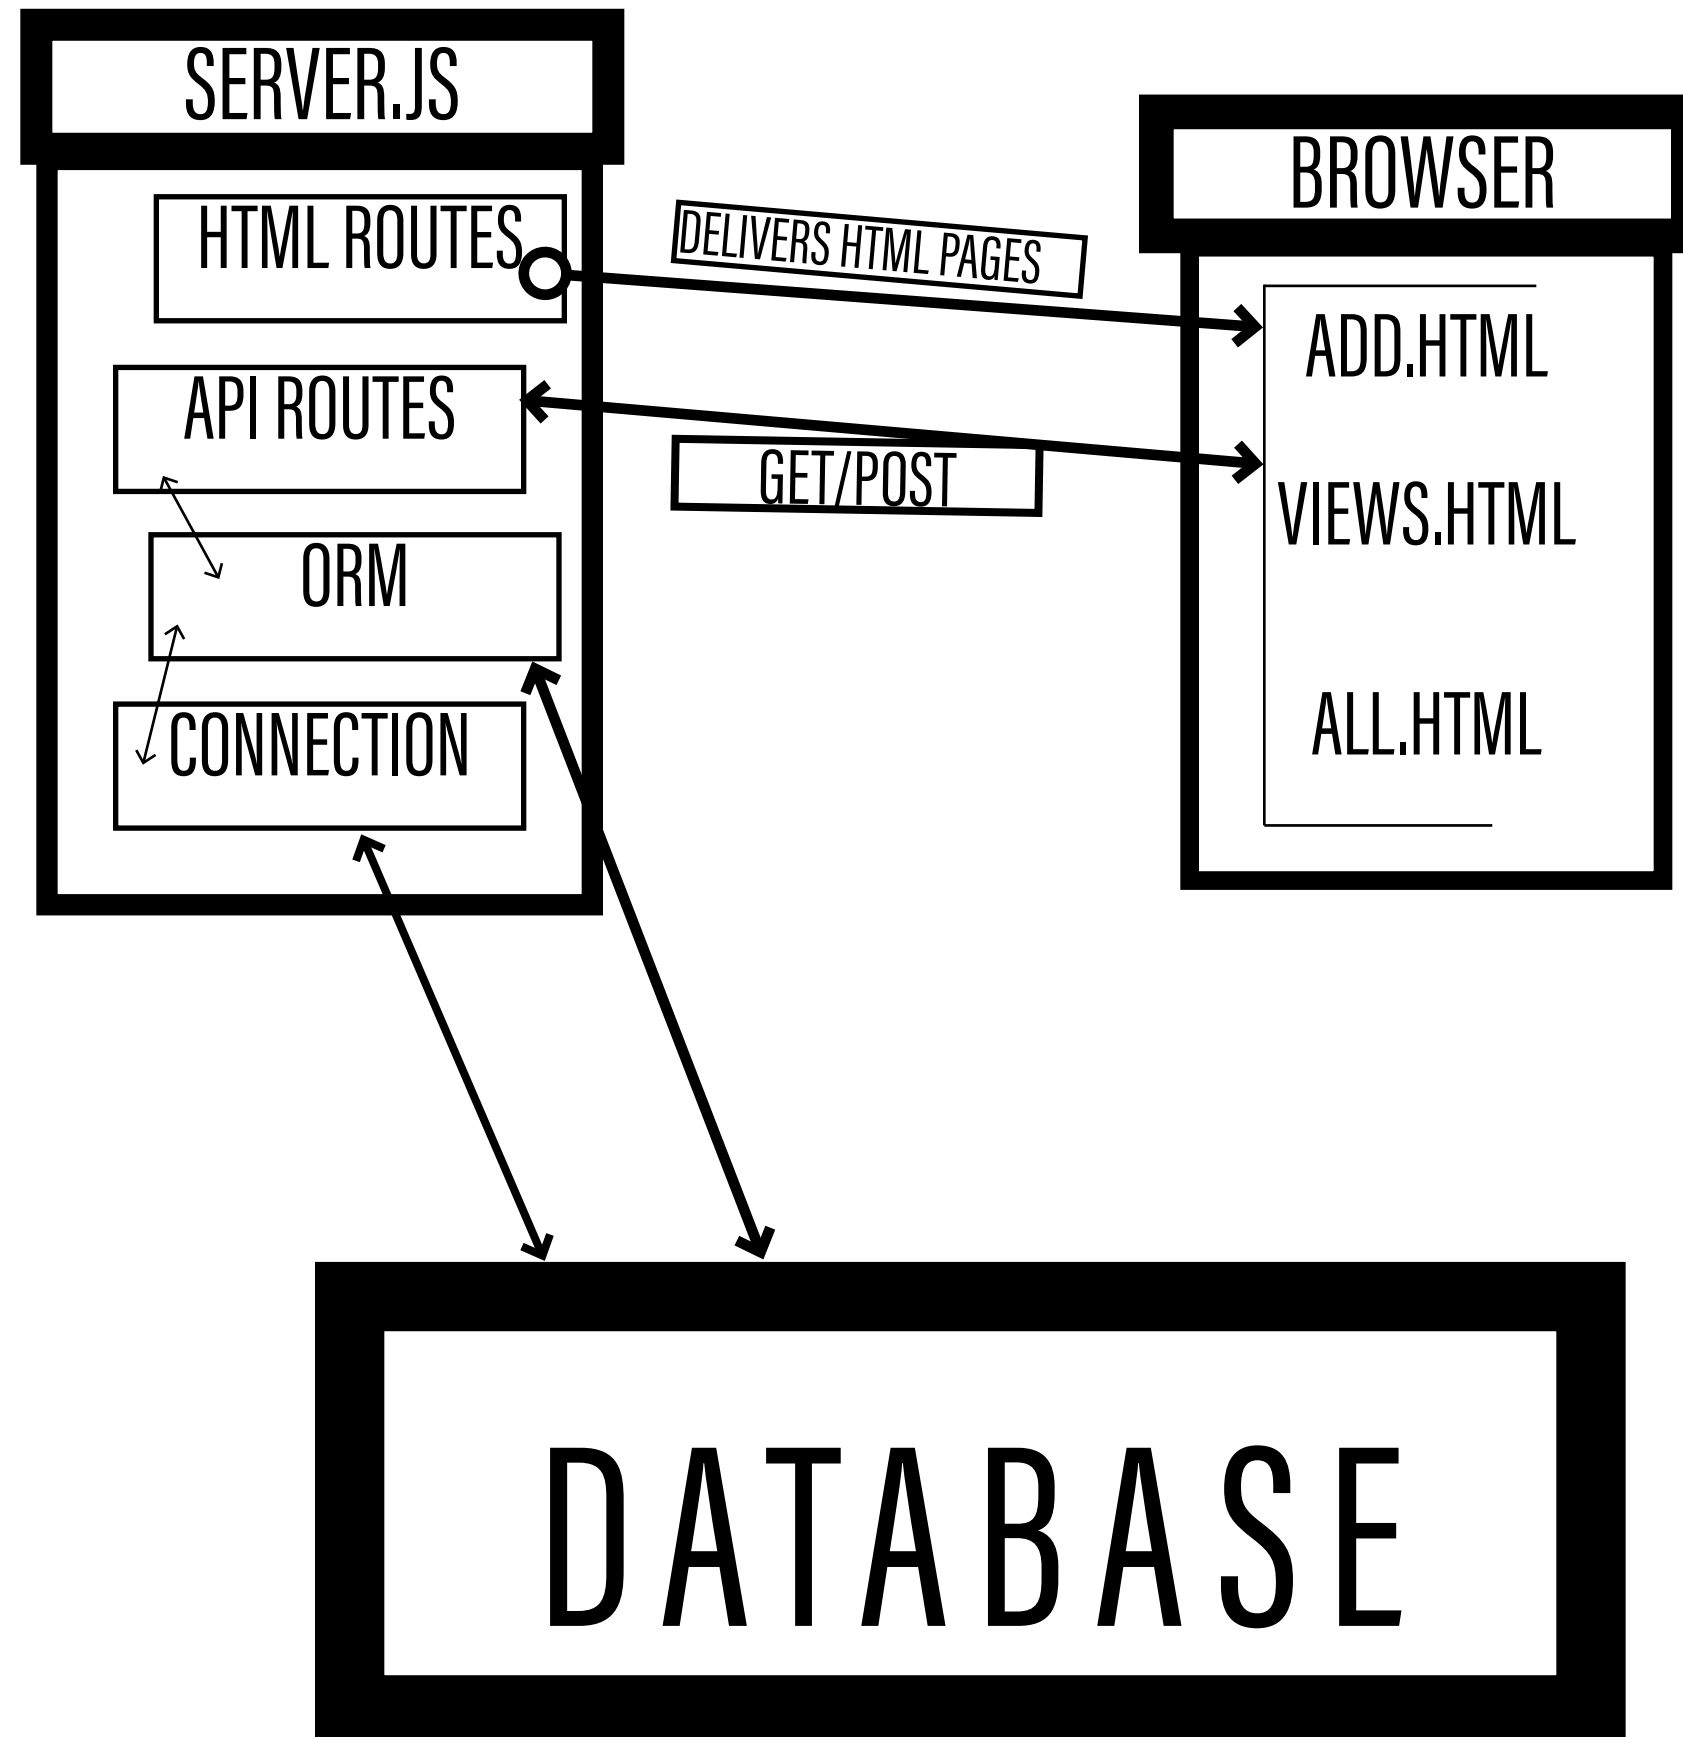 SERVER.JS
HTML ROUTES
API ROUTES
ORM
CONNECTION
DELIVERS HTML PAGES
GET/POST
BROWSER
ADD.HTML
VIEWS.HTML
ALL.HTML
DATABASE